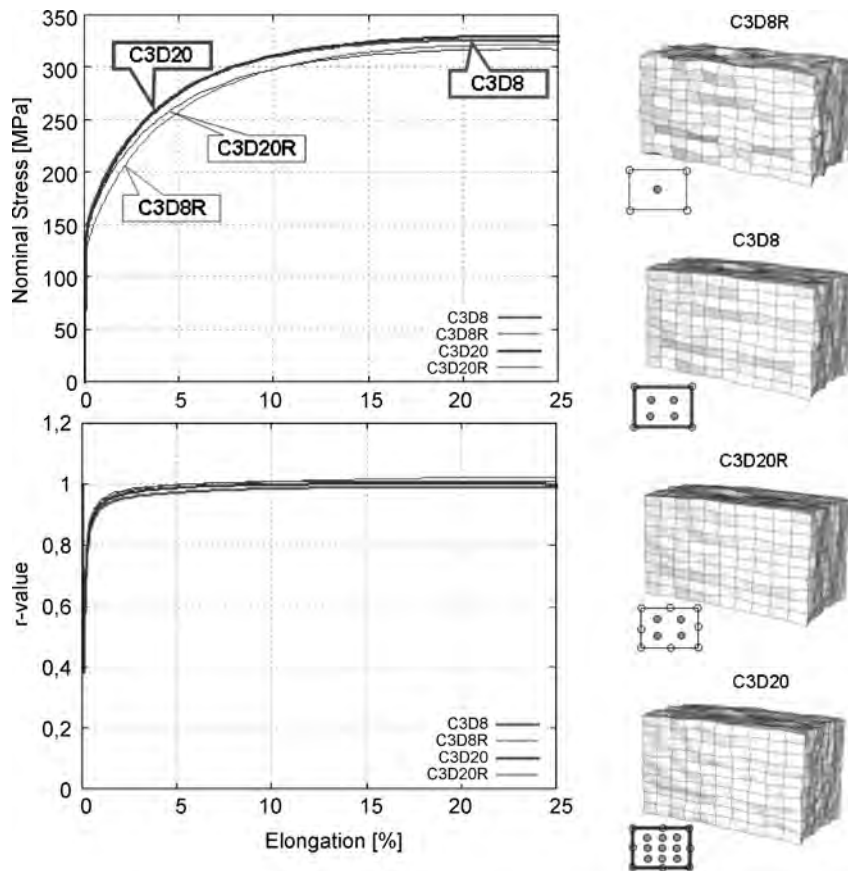 350
300
250
200
150
100
50
0
Nominal Stress [MPa]
C3D20
C3D8
C3D20R
C3D8R
C3D8
C3D8R
C3D20
C3D20R
0
5
10
15
20
25
1,2
1
0,8
0,6
0,4
0,2
0
r-value
C3D8
C3D8R
C3D20
C3D20R
0
5
10
15
20
25
Elongation [%]
C3D8R
C3D8
C3D20R
C3D20